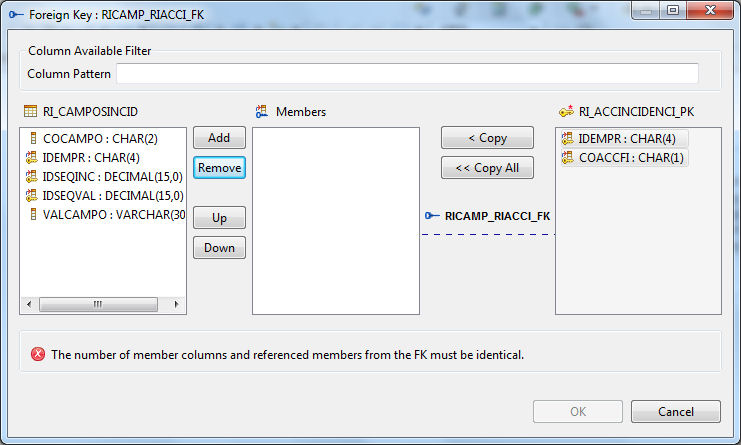 Foreign Key : RICAMP_RIACCI_FK
Column Available Filter
Column Pattern
RI_CAMPOSINCID
COCAMPO : CHAR(2)
IDEMPR : CHAR(4)
IDSEQINC : DECIMAL(15,0)
IDSEQVAL : DECIMAL(15,0)
VALCAMPO : VARCHAR(30
Add
Remove
Up
Down
Members
< Copy
<< Copy All
RICAMP_RIACCI_FK
RI_ACCINCIDENCI_PK
IDEMPR : CHAR(4)
COACCFI : CHAR(1)
The number of member columns and referenced members from the FK must be identical.
OK
Cancel